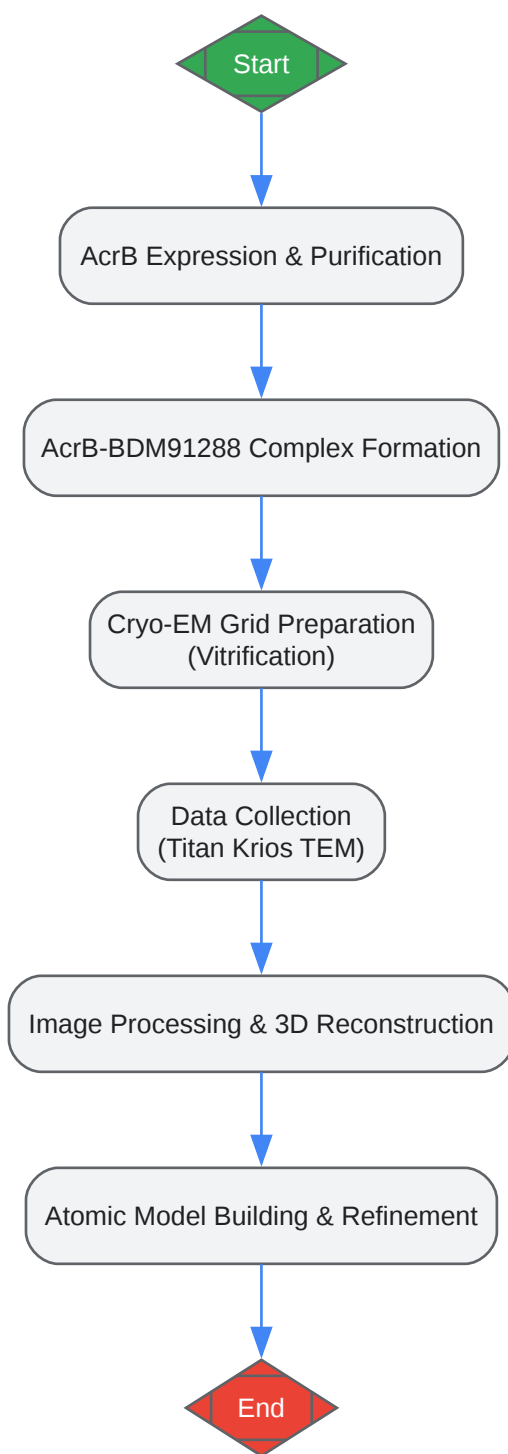 Start
AcrB Expression & Purification
AcrB-BDM91288 Complex Formation
Cryo-EM Grid Preparation
(Vitrification)
Data Collection
(Titan Krios TEM)
Image Processing & 3D Reconstruction
Atomic Model Building & Refinement
End